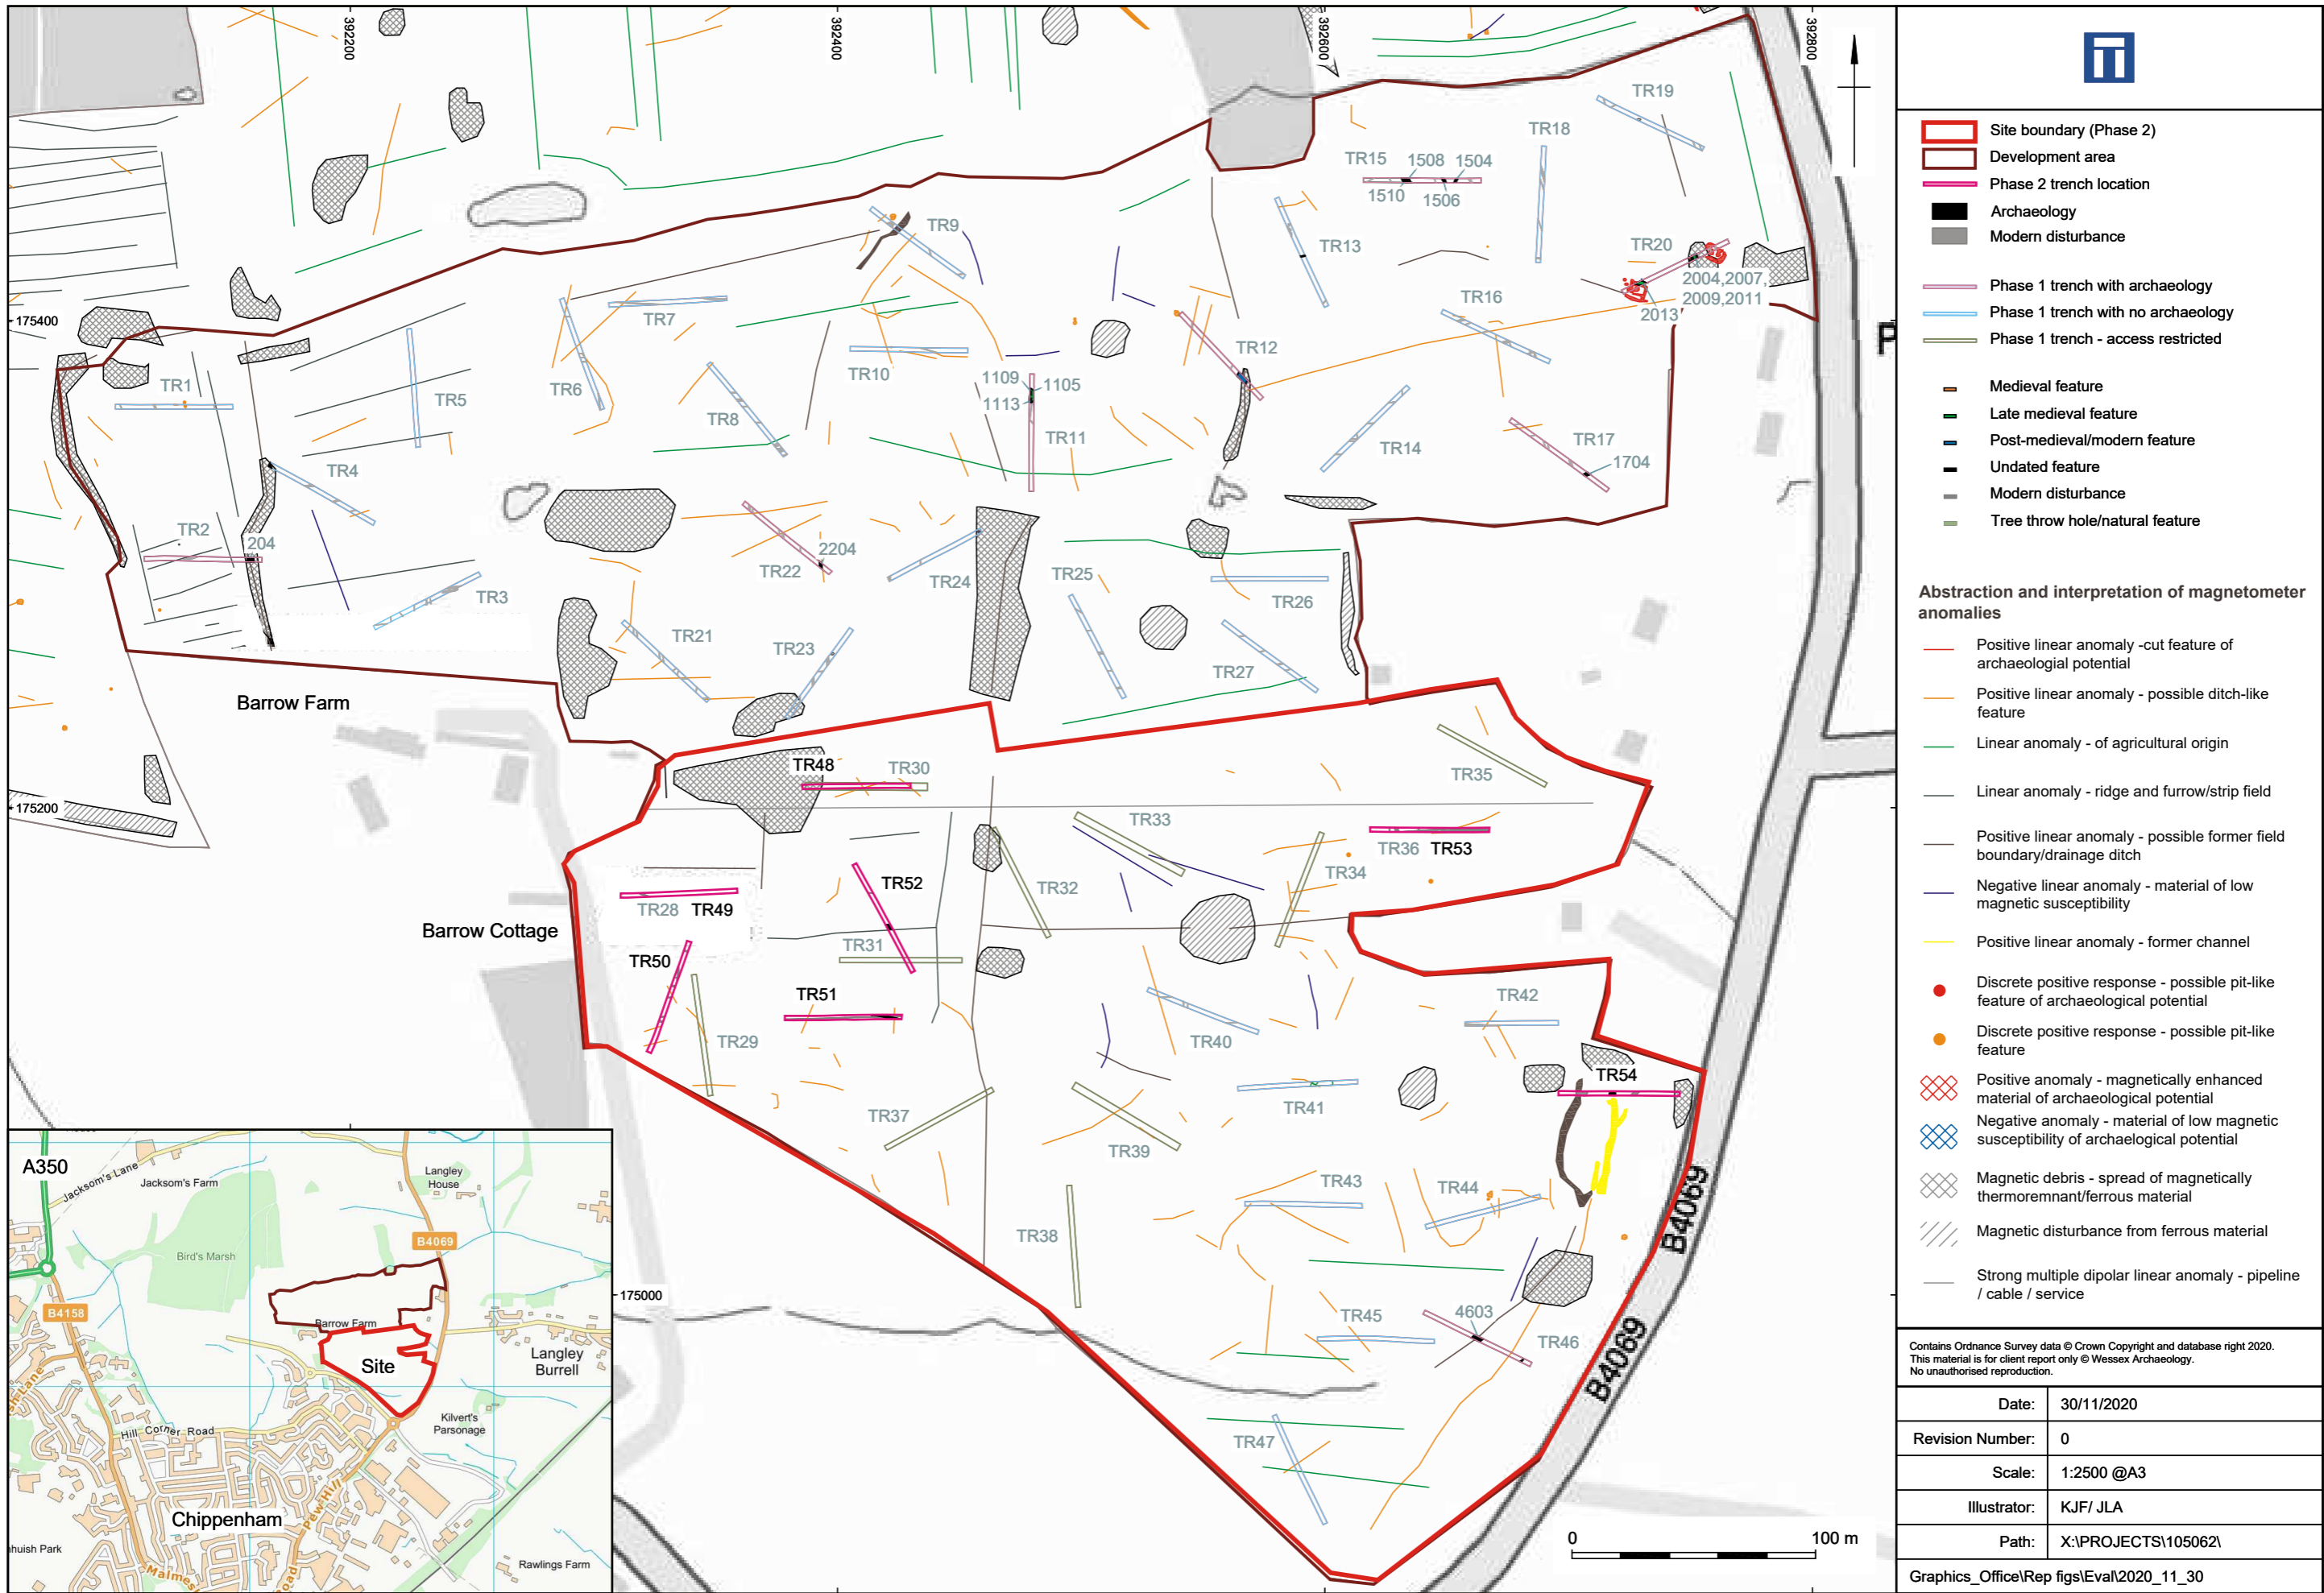 392200
392400
392600
392800
175400
175200
175000
TR19
TR18
TR15
1508
1504
1510
1506
TR9
TR13
TR20
2004,2007,
2009,2011
2013
TR7
TR16
TR10
TR12
TR6
TR1
TR5
TR8
1109
1105
1113
TR11
TR14
TR17
1704
TR4
TR2
204
2204
TR22
TR24
TR25
TR3
TR26
TR21
TR23
TR27
Barrow Farm
TR48
TR30
TR35
TR33
TR36
TR53
TR34
TR52
TR32
TR28
TR49
Barrow Cottage
TR31
TR50
TR51
TR42
TR29
TR40
TR54
TR41
TR37
TR39
TR43
TR44
TR38
B4069
4603
TR45
TR46
B4069
TR47
P
0
100 m
A350
Jacksom's Lane
Jacksom's Farm
Langley
House
Bird's Marsh
B4069
B4158
Barrow Farm
Site
Langley
Burrell
Kilvert's
Parsonage
Hill Corner Road
Pew Hill
Chippenham
Rawlings Farm
Site boundary (Phase 2)
Development area
Phase 2 trench location
Archaeology
Modern disturbance
Phase 1 trench with archaeology
Phase 1 trench with no archaeology
Phase 1 trench - access restricted
Medieval feature
Late medieval feature
Post-medieval/modern feature
Undated feature
Modern disturbance
Tree throw hole/natural feature
Abstraction and interpretation of magnetometer
anomalies
Positive linear anomaly -cut feature of
archaeologial potential
Positive linear anomaly - possible ditch-like
feature
Linear anomaly - of agricultural origin
Linear anomaly - ridge and furrow/strip field
Positive linear anomaly - possible former field
boundary/drainage ditch
Negative linear anomaly - material of low
magnetic susceptibility
Positive linear anomaly - former channel
Discrete positive response - possible pit-like
feature of archaeological potential
Discrete positive response - possible pit-like
feature
Positive anomaly - magnetically enhanced
material of archaeological potential
Negative anomaly - material of low magnetic
susceptibility of archaelogical potential
Magnetic debris - spread of magnetically
thermoremnant/ferrous material
Magnetic disturbance from ferrous material
Strong multiple dipolar linear anomaly - pipeline
/ cable / service
Contains Ordnance Survey data © Crown Copyright and database right 2020.
This material is for client report only © Wessex Archaeology.
No unauthorised reproduction.
Date: 30/11/2020
Revision Number: 0
Scale: 1:2500 @A3
Illustrator: KJF/ JLA
Path: X:\PROJECTS\105062\
Graphics_Office\Rep figs\Eval\2020_11_30